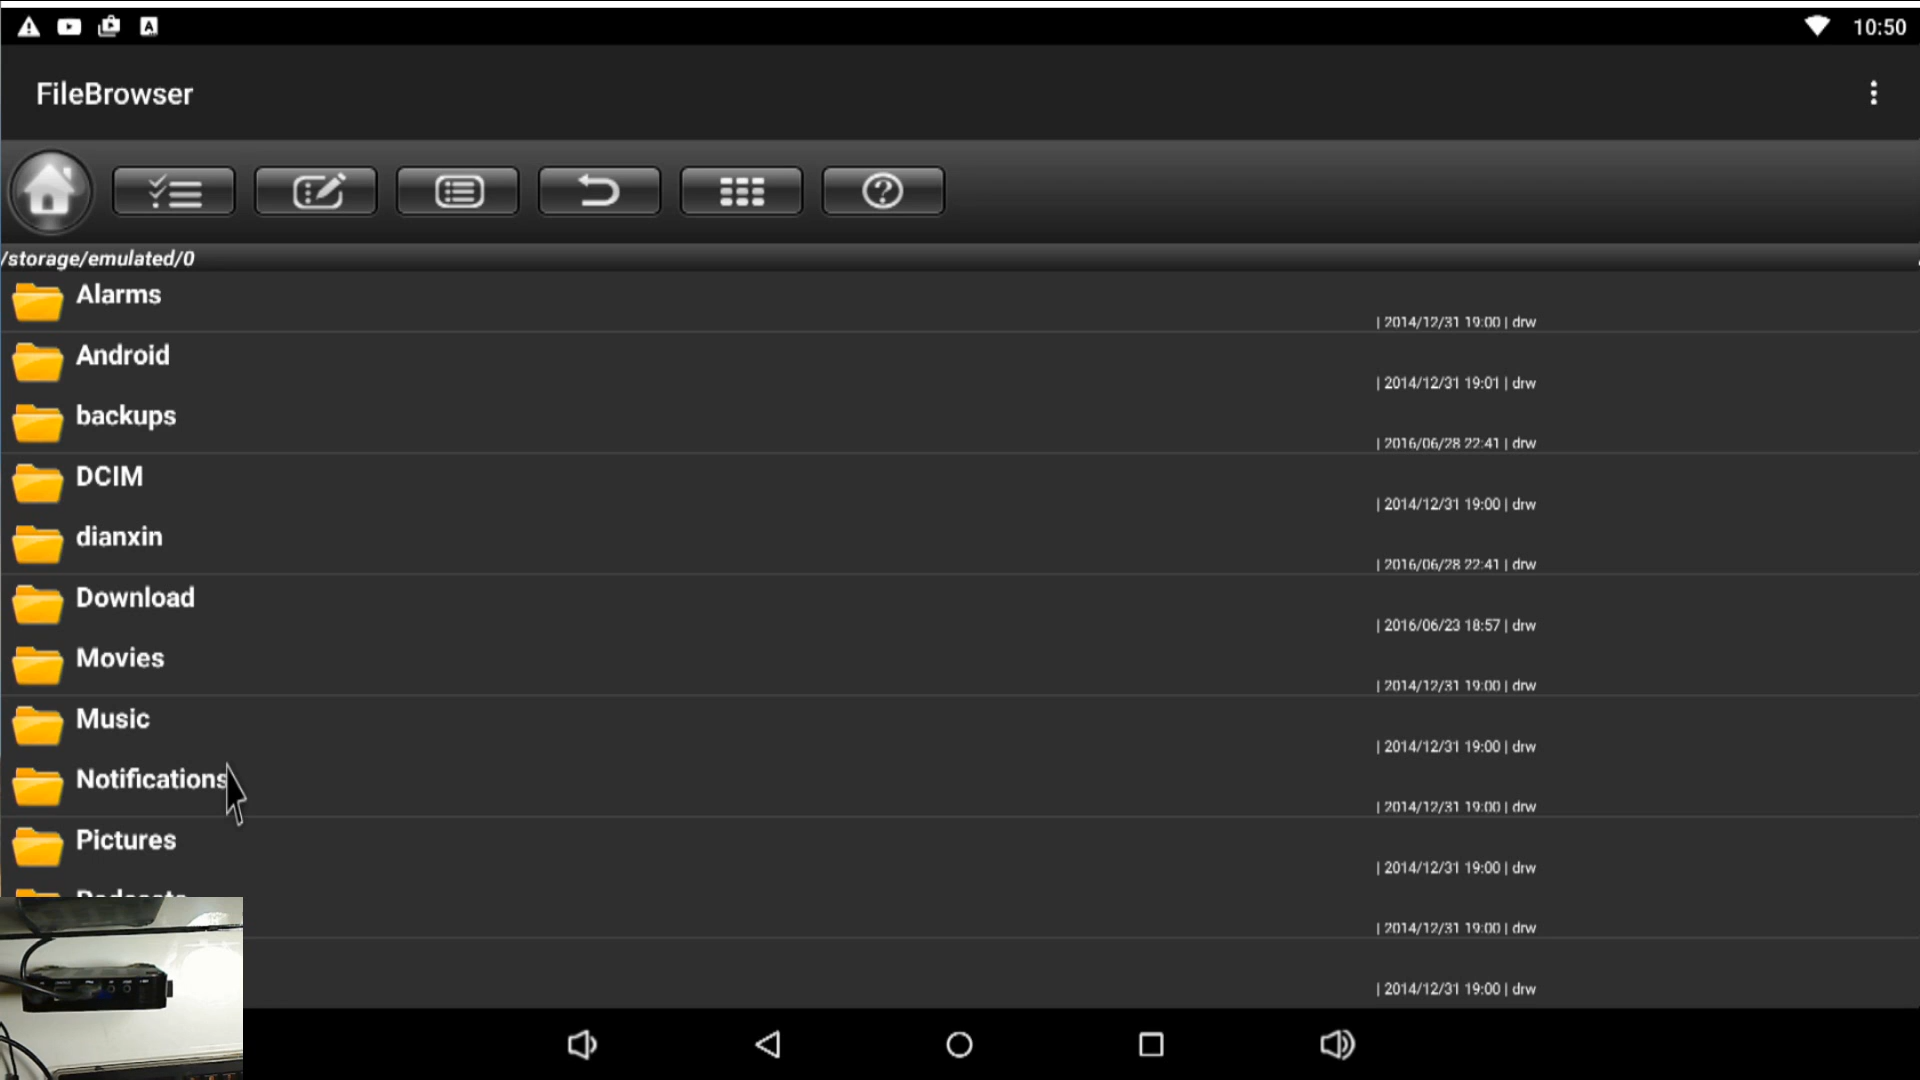 10:50
FileBrowser
/storage/emulated/0
Alarms
| 2014/12/31 19:00 | drw
Android
| 2014/12/31 19:01 | drw
backups
| 2016/06/28 22:41 | drw
DCIM
| 2014/12/31 19:00 | drw
dianxin
| 2016/06/28 22:41 | drw
Download
| 2016/06/23 18:57 | drw
Movies
| 2014/12/31 19:00 | drw
Music
| 2014/12/31 19:00 | drw
Notifications
| 2014/12/31 19:00 | drw
Pictures
| 2014/12/31 19:00 | drw
Podcasts
| 2014/12/31 19:00 | drw
| 2014/12/31 19:00 | drw